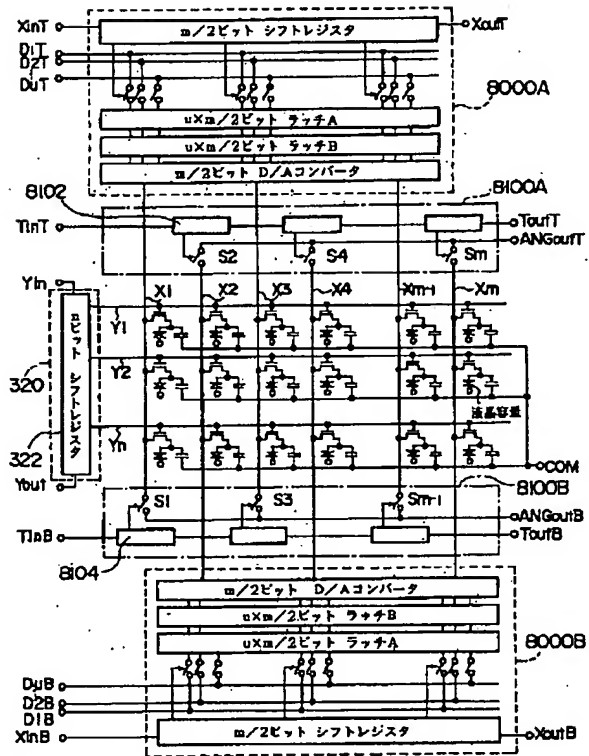 XinT
m/2ビット シフトレジスタ
XoutT
D1T
D2T
DuT
8000A
u×m/2ビット ラッチA
u×m/2ビット ラッチB
m/2ビット D/Aコンバータ
8102
8100A
TinT
ToutT
ANGoutT
S2
S4
Sm
Yin
X1
X2
X3
X4
Xm-1
Xm
Y1
320
Y2
nビット シフトレジスタ
322
液晶容量
Yn
COM
Yout
8100B
S1
S3
Sm-1
ANGoutB
TinB
ToutB
8104
m/2ビット D/Aコンバータ
u×m/2ビット ラッチB
u×m/2ビット ラッチA
8000B
DuB
D2B
D1B
XinB
m/2ビット シフトレジスタ
XoutB